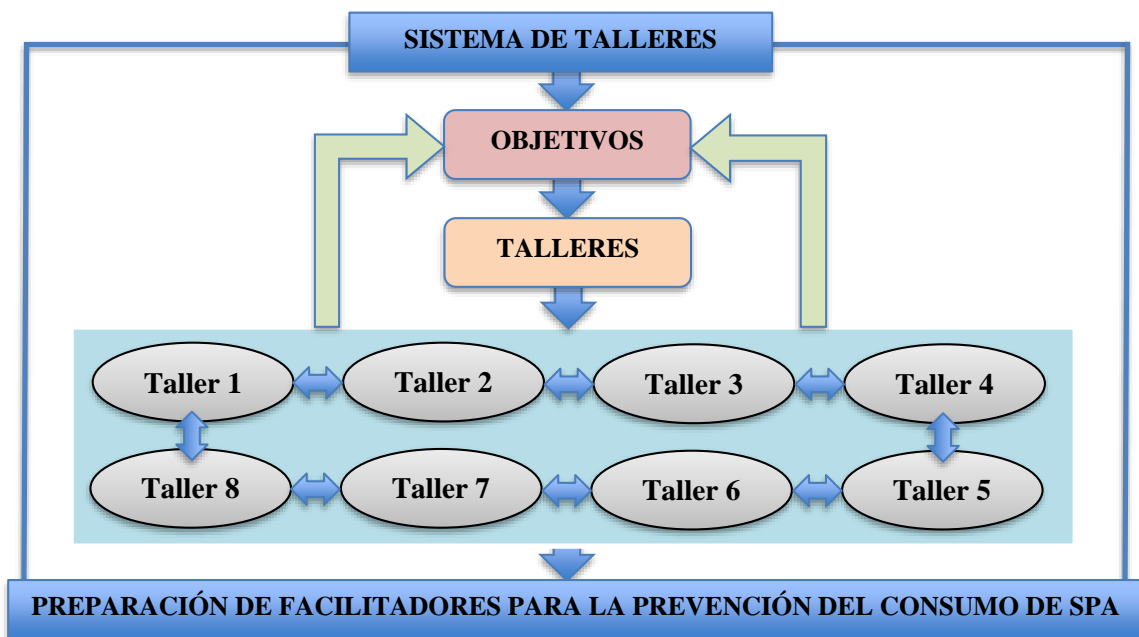 SISTEMA DE TALLERES
OBJETIVOS
TALLERES
Taller 1
Taller 2
Taller 3
Taller 4
Taller 8
Taller 7
Taller 6
Taller 5
PREPARACIÓN DE FACILITADORES PARA LA PREVENCIÓN DEL CONSUMO DE SPA